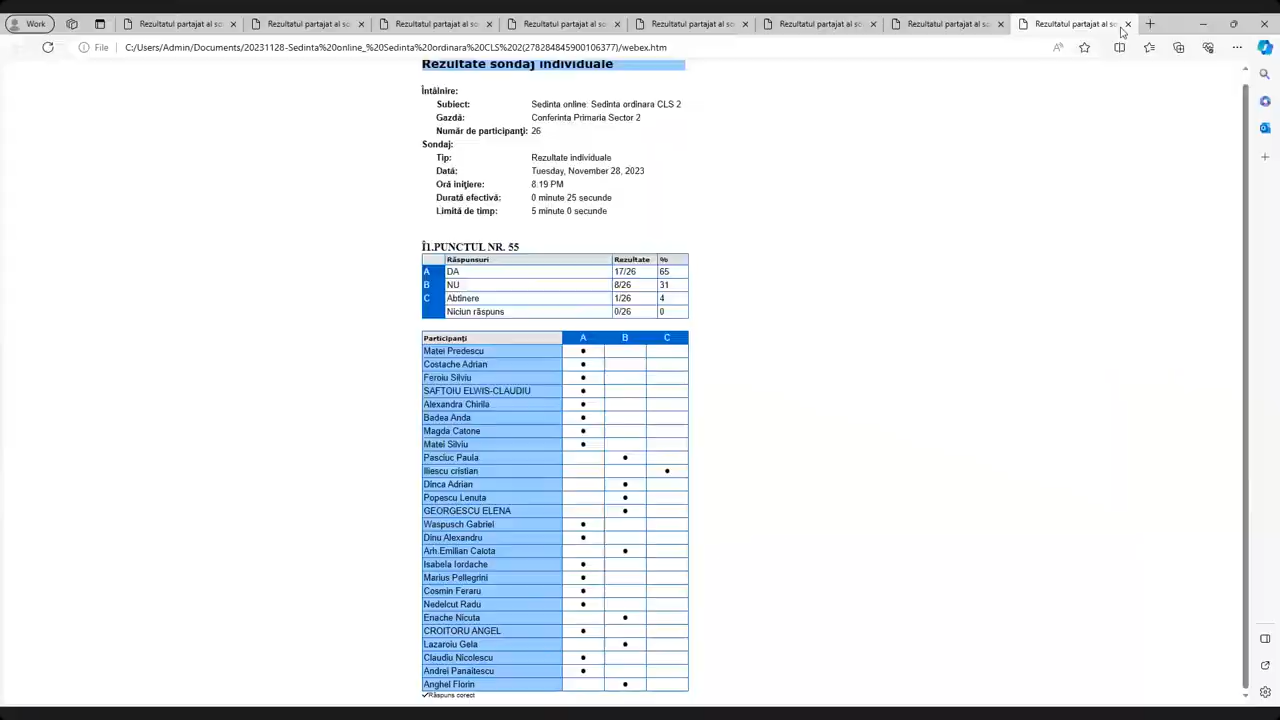 Work
Rezultatul partajat al so
Rezultatul partajat al so
Rezultatul partajat al so
Rezultatul partajat al so
Rezultatul partajat al so
Rezultatul partajat al so
Rezultatul partajat al so
Rezultatul partajat al so
File C:/Users/Admin/Documents/20231128-Sedinta%20online_%20Sedinta%20ordinara%20CLS%202(278284845900106377)/webex.htm
Rezultate sondaj individuale
Întâlnire:
Subiect: Sedinta online: Sedinta ordinara CLS 2
Gazdă: Conferinta Primaria Sector 2
Număr de participanţi: 26
Sondaj:
Tip: Rezultate individuale
Dată: Tuesday, November 28, 2023
Oră iniţiere: 8:19 PM
Durată efectivă: 0 minute 25 secunde
Limită de timp: 5 minute 0 secunde
Î1.PUNCTUL NR. 55
Răspunsuri Rezultate %
A DA 17/26 65
B NU 8/26 31
C Abtinere 1/26 4
Niciun răspuns 0/26 0
Participanţi A B C
Matei Predescu
Costache Adrian
Feroiu Silviu
SAFTOIU ELWIS-CLAUDIU
Alexandra Chirila
Badea Anda
Magda Catone
Matei Silviu
Pasciuc Paula
Iliescu cristian
Dinca Adrian
Popescu Lenuta
GEORGESCU ELENA
Waspusch Gabriel
Dinu Alexandru
Arh.Emilian Calota
Isabela Iordache
Marius Pellegrini
Cosmin Feraru
Nedelcut Radu
Enache Nicuta
CROITORU ANGEL
Lazaroiu Gela
Claudiu Nicolescu
Andrei Panaitescu
Anghel Florin
✓Răspuns corect